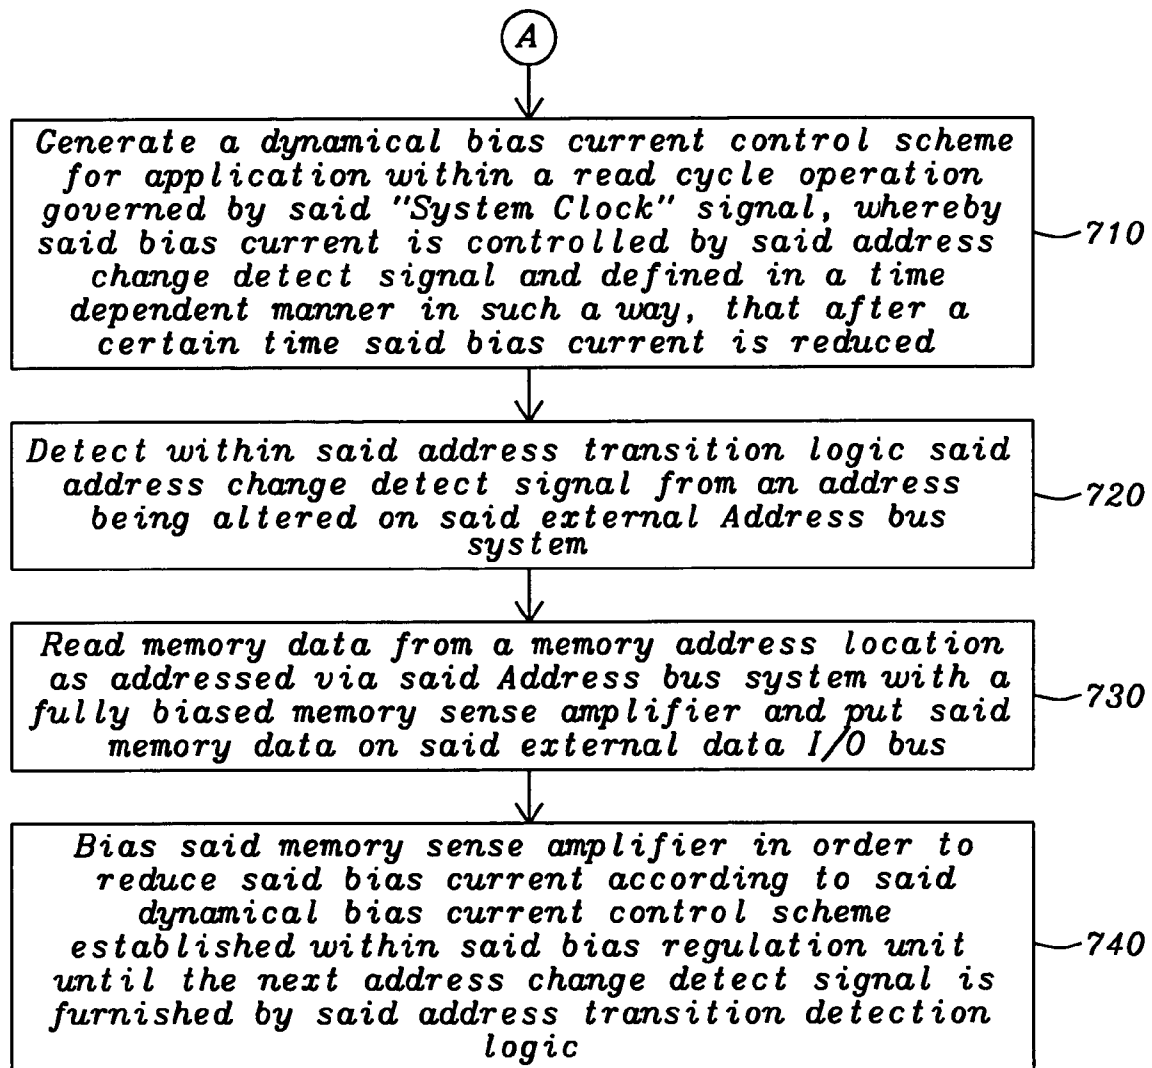 A
Generate a dynamical bias current control scheme
for application within a read cycle operation
governed by said "System Clock" signal, whereby
said bias current is controlled by said address
change detect signal and defined in a time
dependent manner in such a way, that after a
certain time said bias current is reduced
710
Detect within said address transition logic said
address change detect signal from an address
being altered on said external Address bus
system
720
Read memory data from a memory address location
as addressed via said Address bus system with a
fully biased memory sense amplifier and put said
memory data on said external data I/O bus
730
Bias said memory sense amplifier in order to
reduce said bias current according to said
dynamical bias current control scheme
established within said bias regulation unit
until the next address change detect signal is
furnished by said address transition detection
logic
740